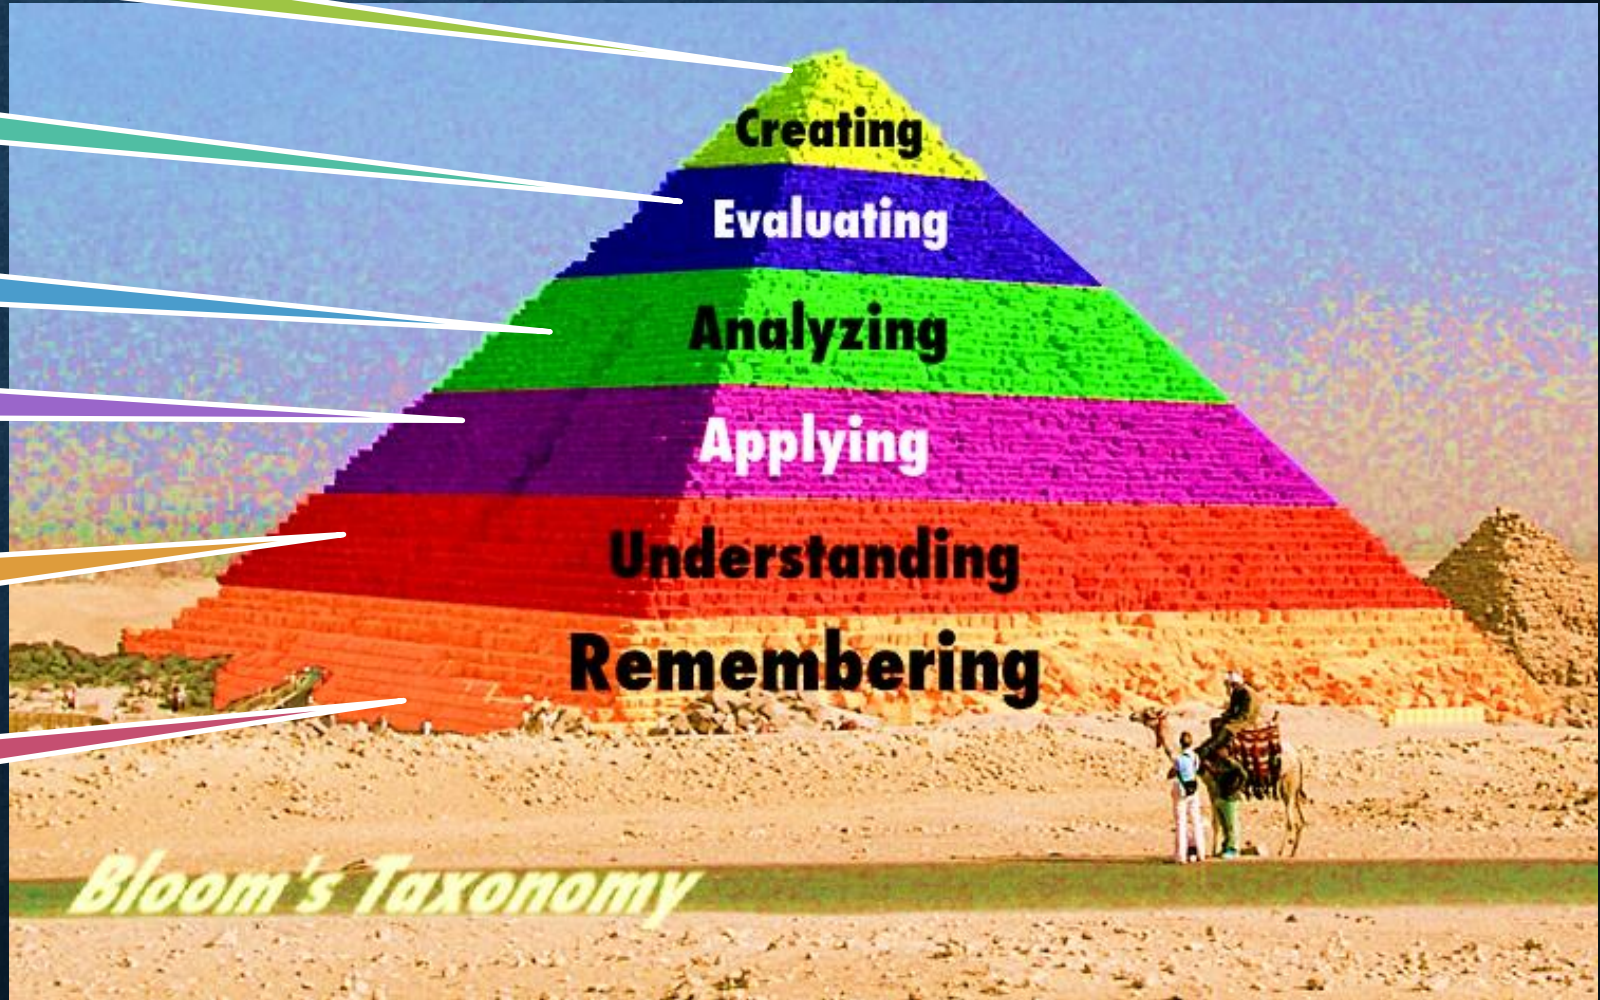 Creating
Evaluating
Analyzing
Applying
Understanding
Remembering
Bloom's Taxonomy